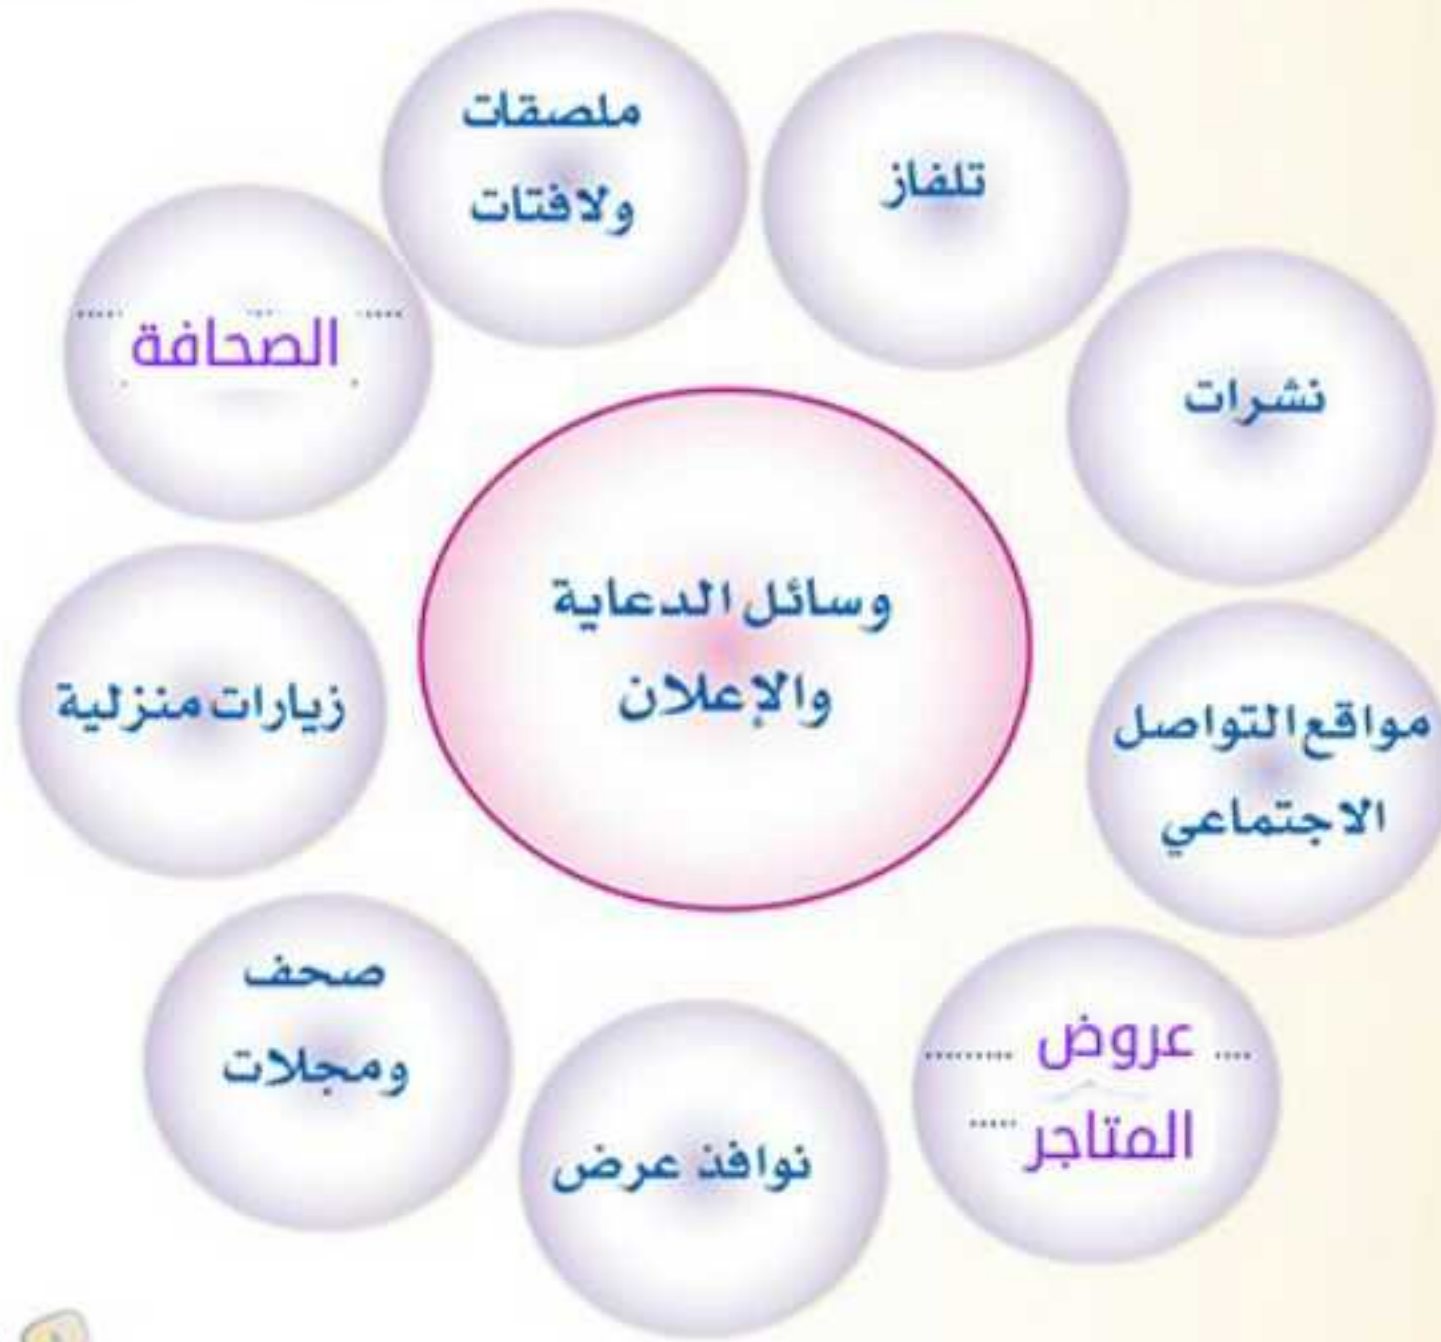 ملصقات
ولافتات
تلفاز
نشرات
الصحافة
وسائل الدعاية
والإعلان
مواقع التواصل
الاجتماعي
زيارات منزلية
صحف
ومجلات
نوافذ عرض
عروض
المتاجر